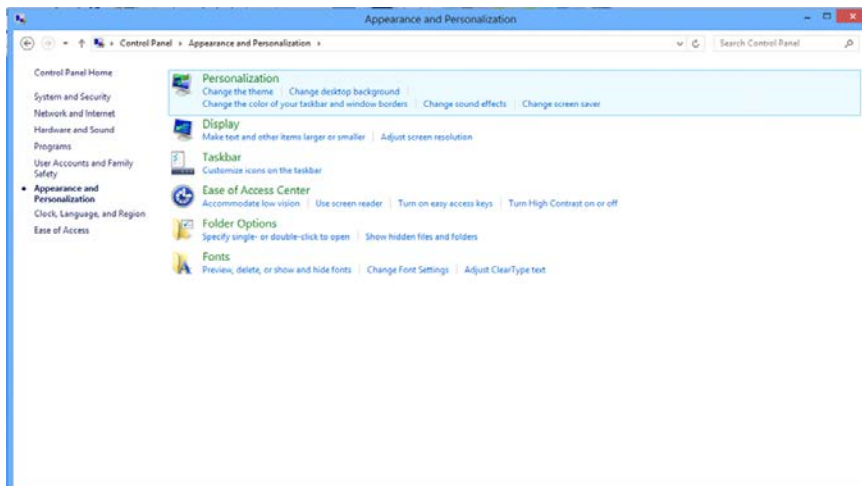 Appearance and Personalization
Control Panel Appearance and Personalization
Search Control Panel
Control Panel Home
System and Security
Network and Internet
Hardware and Sound
Programs
User Accounts and Family
Safety
Appearance and
Personalization
Clock, Language, and Region
Ease of Access
Personalization
Change the theme Change desktop background
Change the color of your taskbar and window borders Change sound effects Change screen saver
Display
Make text and other items larger or smaller Adjust screen resolution
Taskbar
Customize icons on the taskbar
Ease of Access Center
Accommodate low vision Use screen reader Turn on easy access keys Turn High Contrast on or off
Folder Options
Specify single- or double-click to open Show hidden files and folders
Fonts
Preview, delete, or show and hide fonts Change Font Settings Adjust ClearType text